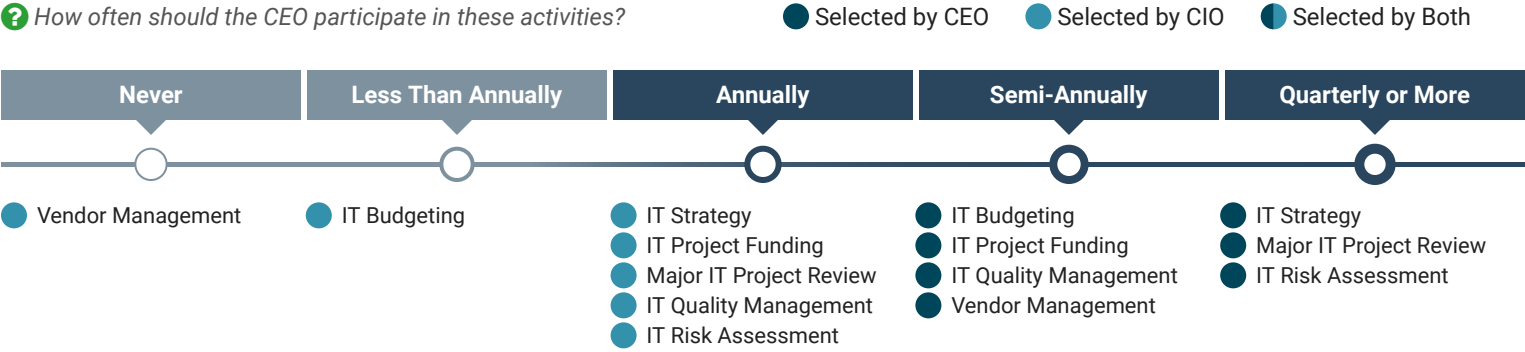 ? How often should the CEO participate in these activities?
Selected by CEO
Selected by CIO
Selected by Both
Never
Less Than Annually
Annually
Semi-Annually
Quarterly or More
Vendor Management
IT Budgeting
IT Strategy
IT Project Funding
Major IT Project Review
IT Quality Management
IT Risk Assessment
IT Budgeting
IT Project Funding
IT Quality Management
Vendor Management
IT Strategy
Major IT Project Review
IT Risk Assessment